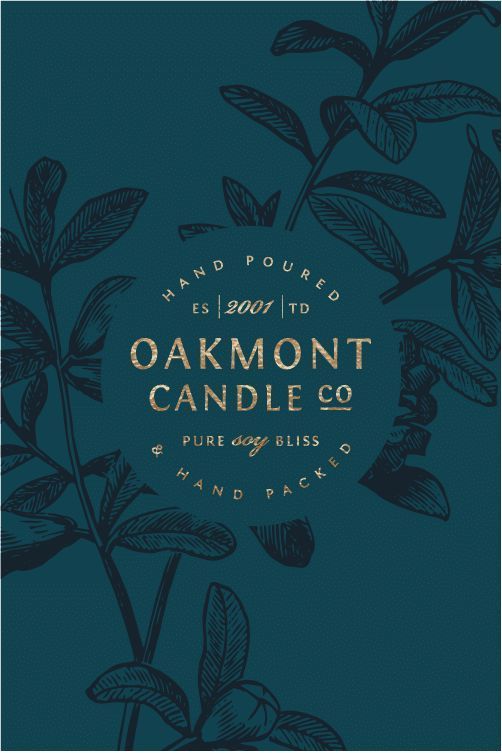 HAND POURED
ES | 2001 | TD
OAKMONT
CANDLE CO
PURE soy BLISS
& HAND PACKED